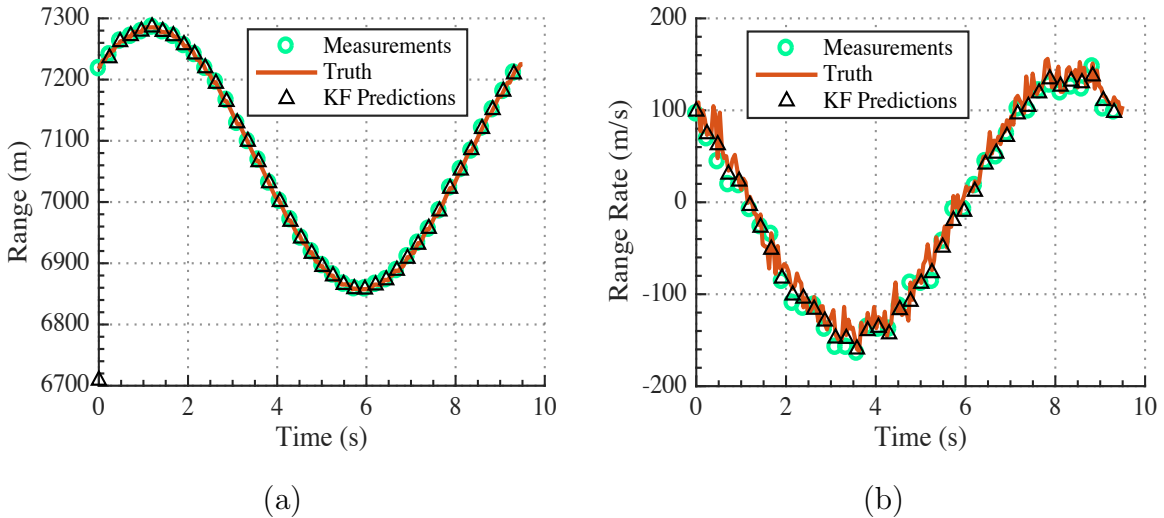 7300
7200
7100
7000
6900
6800
6700
Range (m)
0
2
4
6
8
10
Time (s)
Measurements
Truth
KF Predictions
(a)
200
100
0
-100
-200
Range Rate (m/s)
0
2
4
6
8
10
Time (s)
Measurements
Truth
KF Predictions
(b)